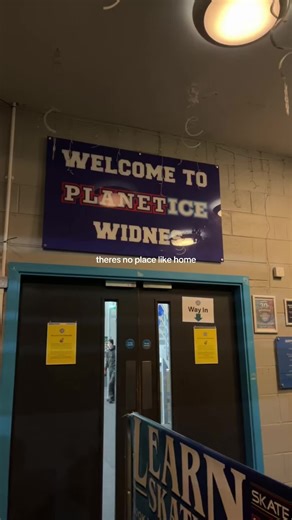 WELCOME TO
PLANETICE
WIDNES
theres no place like home
Way In
LEARN
SKATE
SKATE